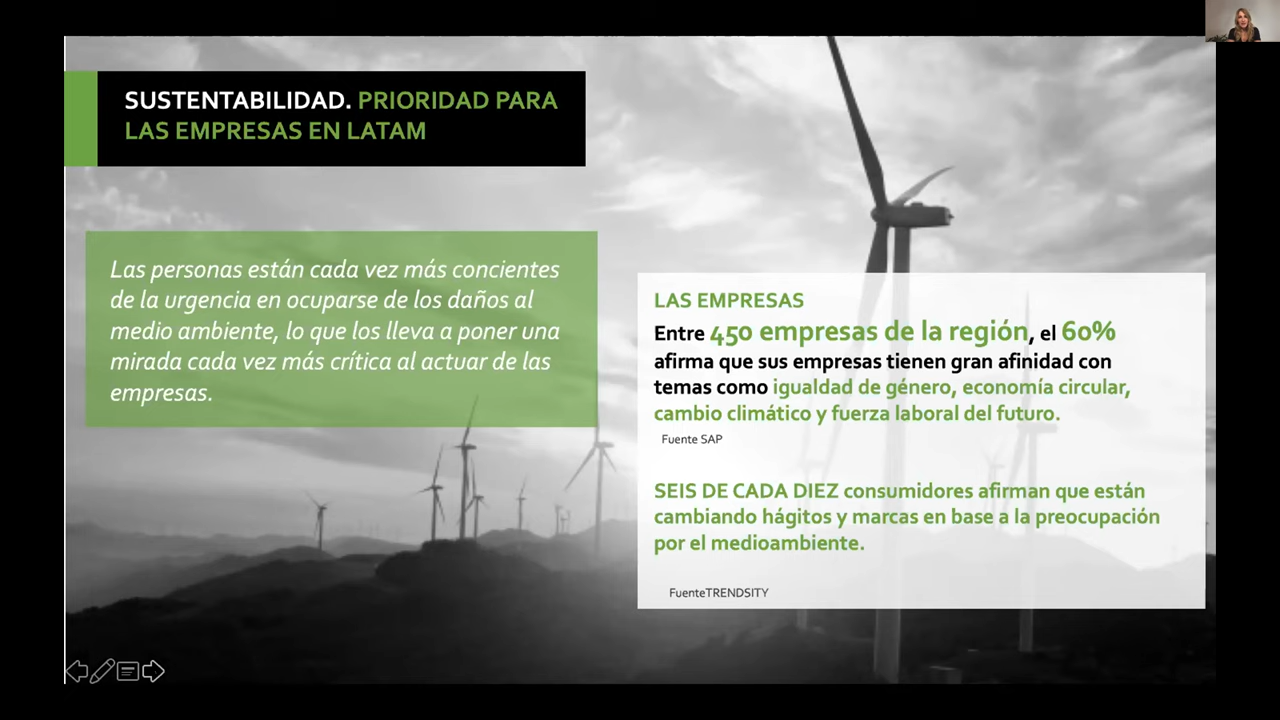 SUSTENTABILIDAD. PRIORIDAD PARA
LAS EMPRESAS EN LATAM
Las personas están cada vez más concientes
de la urgencia en ocuparse de los daños al
medio ambiente, lo que los lleva a poner una
mirada cada vez más crítica al actuar de las
empresas.
LAS EMPRESAS
Entre 450 empresas de la región, el 60%
afirma que sus empresas tienen gran afinidad con
temas como igualdad de género, economía circular,
cambio climático y fuerza laboral del futuro.
Fuente SAP
SEIS DE CADA DIEZ consumidores afirman que están
cambiando hágitos y marcas en base a la preocupación
por el medioambiente.
FuenteTRENDSITY